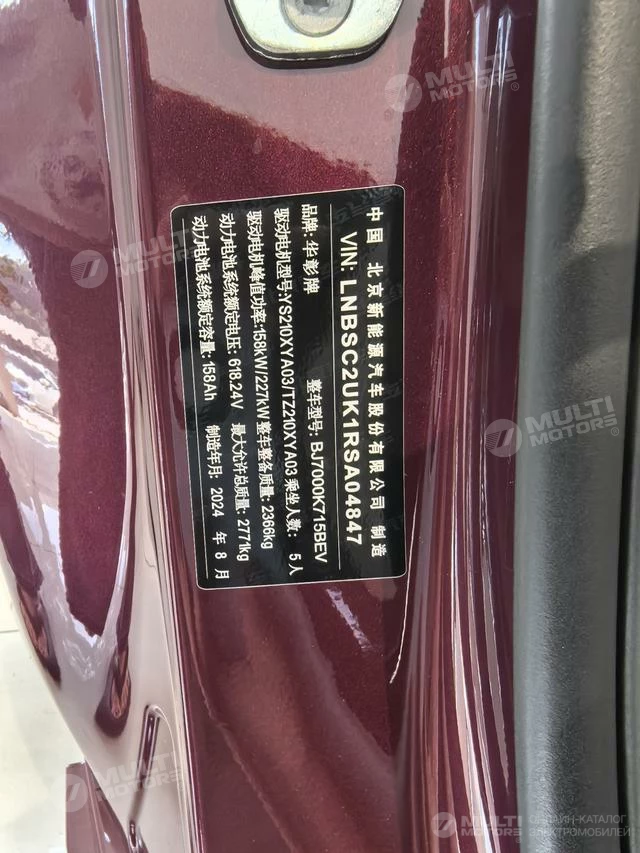 中国 北京新能源汽车股份有限公司 制造
VIN: LNBSC2UK1RSA04847
品牌: 华彭牌 整车型号: BJ7000K715BEV
驱动电机型号:YS210XYA03/TZ210XYA03 乘坐人数: 5人
驱动电机峰值功率:158kW/227kW 整车整备质量: 2366kg
动力电池系统额定电压: 618.24V 最大允许总质量: 2771kg
动力电池系统额定容量: 158Ah 制造年月: 2024 年 8 月
MULTI MOTORS®
MULTI MOTORS
MULTI MOTORS
MULTI MOTORS
MULTI MOTORS ОНЛАЙН-КАТАЛОГ ЭЛЕКТРОМОБИЛЕЙ